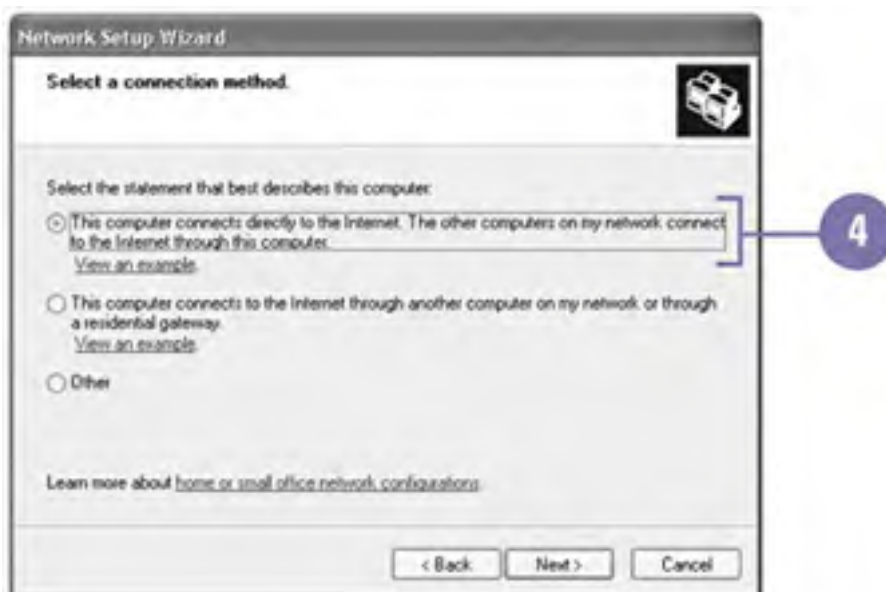 Network Setup Wizard
Select a connection method.
Select the statement that best describes this computer:
This computer connects directly to the Internet. The other computers on my network connect
to the Internet through this computer.
View an example.
4
This computer connects to the Internet through another computer on my network or through
a residential gateway.
View an example.
Other
Learn more about home or small office network configurations.
< Back
Next >
Cancel